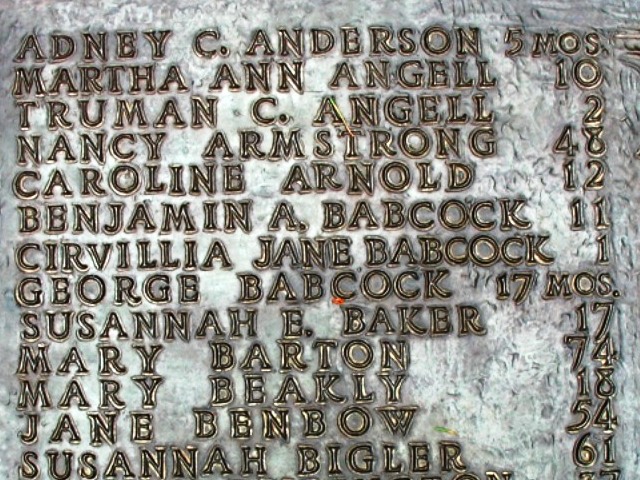 ADNEY C. ANDERSON 5 MOS.
MARTHA ANN ANGELL 10
TRUMAN C. ANGELL 2
NANCY ARMSTRONG 48
CAROLINE ARNOLD 12
BENJAMIN A. BABCOCK 11
CIRVILLIA JANE BABCOCK 1
GEORGE BABCOCK 17 MOS.
SUSANNAH E. BAKER 17
MARY BARTON 74
MARY BEAKLY 18
JANE BENBOW 54
SUSANNAH BIGLER 61